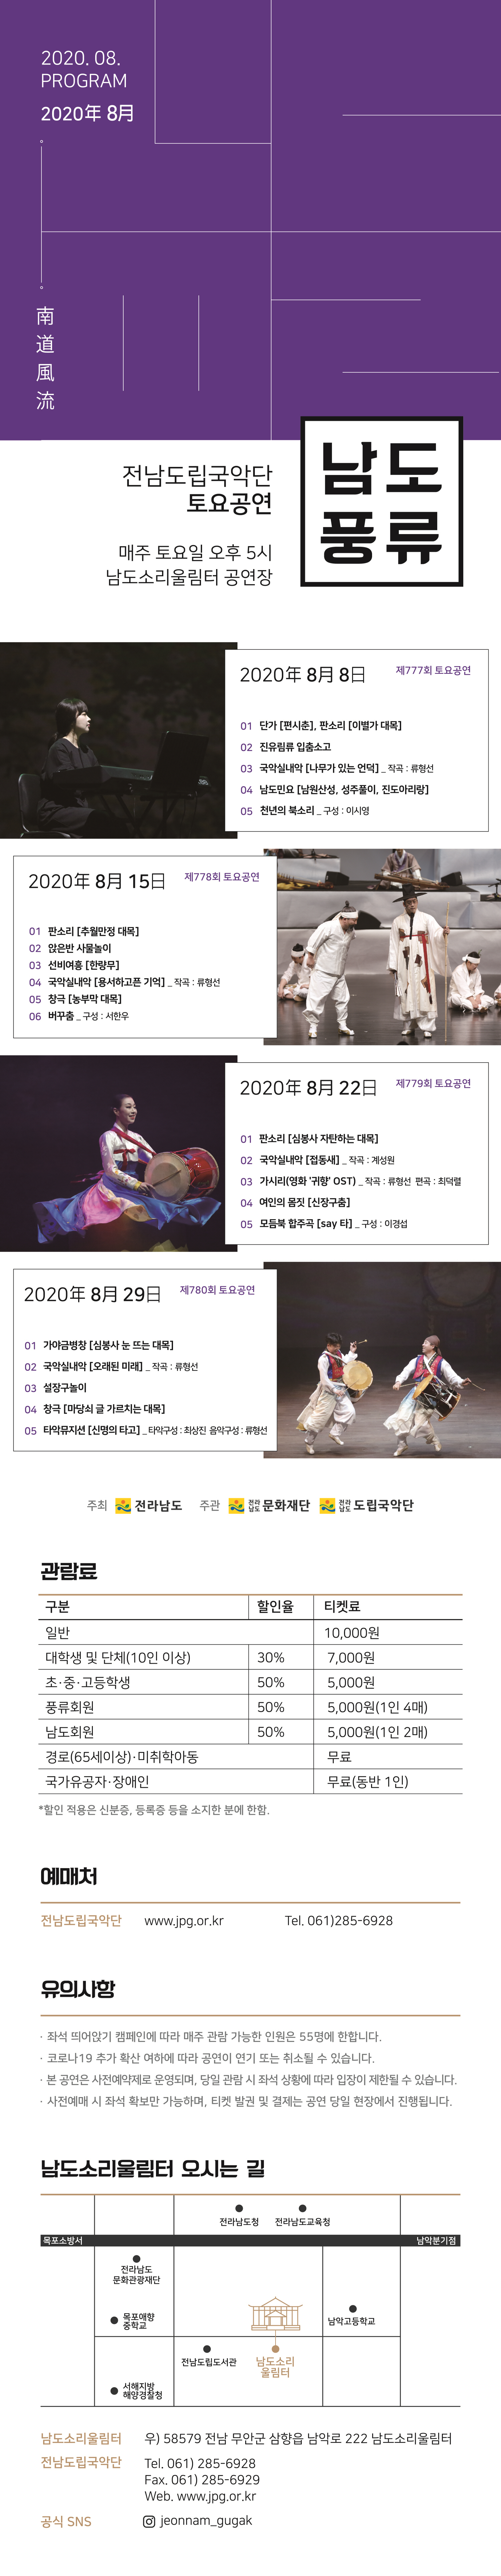 2020. 08.
PROGRAM
2020年 8月
南
道
風
流
남도
풍류
전남도립국악단
토요공연
매주 토요일 오후 5시
남도소리울림터 공연장
2020年 8月 8日 제777회 토요공연
01 단가 [편시춘], 판소리 [이별가 대목]
02 진유림류 입춤소고
03 국악실내악 [나무가 있는 언덕] _ 작곡 : 류형선
04 남도민요 [남원산성, 성주풀이, 진도아리랑]
05 천년의 북소리 _ 구성 : 이시영
2020年 8月 15日 제778회 토요공연
01 판소리 [추월만정 대목]
02 앉은반 사물놀이
03 선비여흥 [한량무]
04 국악실내악 [용서하고픈 기억] _ 작곡 : 류형선
05 창극 [농부막 대목]
06 버꾸춤 _ 구성 : 서한우
2020年 8月 22日 제779회 토요공연
01 판소리 [심봉사 자탄하는 대목]
02 국악실내악 [접동새] _ 작곡 : 계성원
03 가시리(영화 '귀향' OST) _ 작곡 : 류형선 편곡 : 최덕렬
04 여인의 몸짓 [신장구춤]
05 모듬북 합주곡 [say 타] _ 구성 : 이경섭
2020年 8月 29日 제780회 토요공연
01 가야금병창 [심봉사 눈 뜨는 대목]
02 국악실내악 [오래된 미래] _ 작곡 : 류형선
03 설장구놀이
04 창극 [마당쇠 글 가르치는 대목]
05 타악뮤지션 [신명의 타고] _ 타악구성 : 최상진 음악구성 : 류형선
주최 전라남도 주관 전라남도 문화재단 전라남도 도립국악단
관람료
구분 할인율 티켓료
일반 10,000원
대학생 및 단체(10인 이상) 30% 7,000원
초·중·고등학생 50% 5,000원
풍류회원 50% 5,000원(1인 4매)
남도회원 50% 5,000원(1인 2매)
경로(65세이상)·미취학아동 무료
국가유공자·장애인 무료(동반 1인)
*할인 적용은 신분증, 등록증 등을 소지한 분에 한함.
예매처
전남도립국악단 www.jpg.or.kr Tel. 061)285-6928
유의사항
· 좌석 띄어앉기 캠페인에 따라 매주 관람 가능한 인원은 55명에 한합니다.
· 코로나19 추가 확산 여하에 따라 공연이 연기 또는 취소될 수 있습니다.
· 본 공연은 사전예약제로 운영되며, 당일 관람 시 좌석 상황에 따라 입장이 제한될 수 있습니다.
· 사전예매 시 좌석 확보만 가능하며, 티켓 발권 및 결제는 공연 당일 현장에서 진행됩니다.
남도소리울림터 오시는 길
전라남도청 전라남도교육청
목포소방서 남악분기점
전라남도
문화관광재단
목포애향
중학교
남악고등학교
전남도립도서관
남도소리
울림터
서해지방
해양경찰청
남도소리울림터 우) 58579 전남 무안군 삼향읍 남악로 222 남도소리울림터
전남도립국악단 Tel. 061) 285-6928
Fax. 061) 285-6929
Web. www.jpg.or.kr
공식 SNS jeonnam_gugak